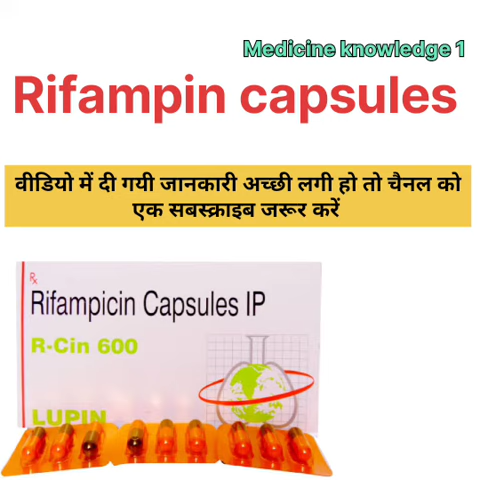 Medicine knowledge 1
Rifampin capsules
वीडियो में दी गयी जानकारी अच्छी लगी हो तो चैनल को
एक सबस्क्राइब जरूर करें
Rx
Rifampicin Capsules IP
R-Cin 600
LUPIN